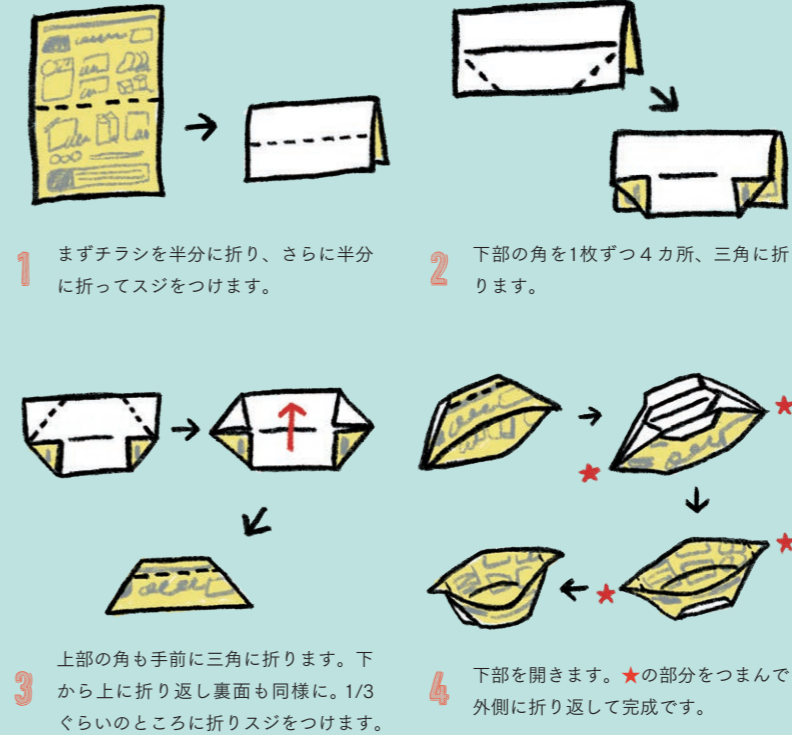 1
まずチラシを半分に折り、さらに半分
に折ってスジをつけます。
2
下部の角を1枚ずつ4カ所、三角に折
ります。
3
上部の角も手前に三角に折ります。下
から上に折り返し裏面も同様に。1/3
ぐらいのところに折りスジをつけます。
4
下部を開きます。★の部分をつまんで
外側に折り返して完成です。